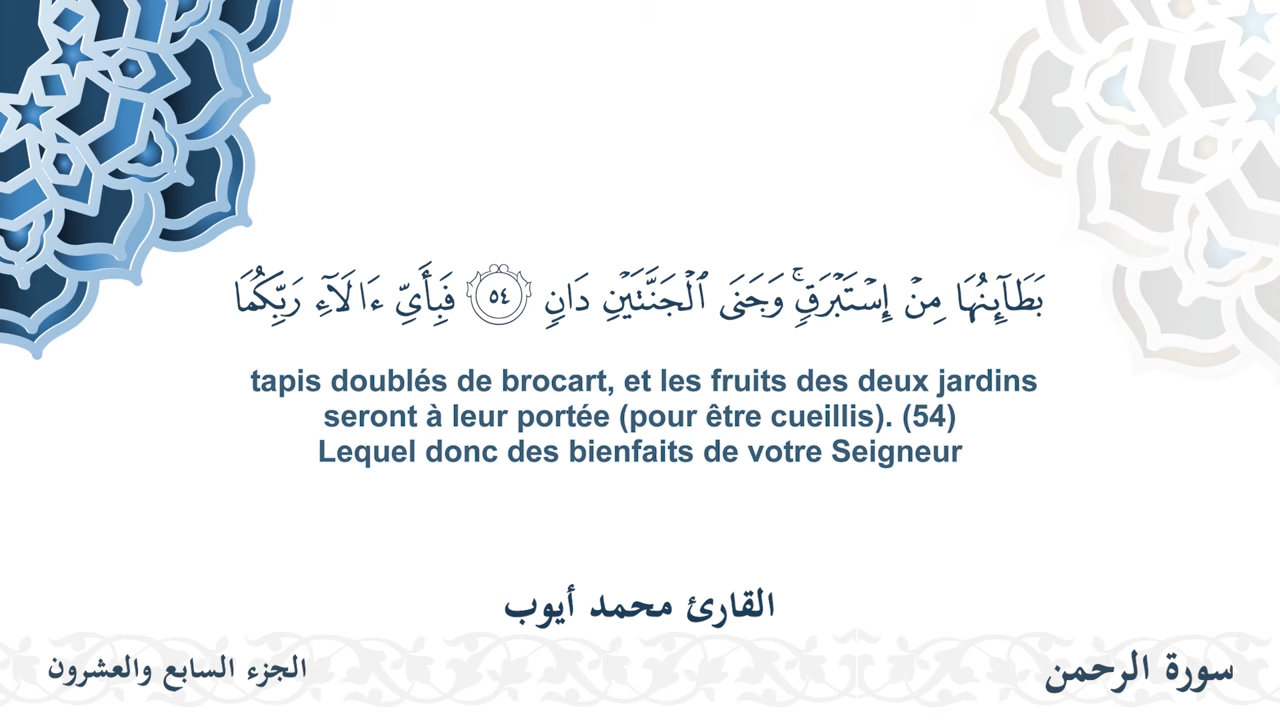 بَطَآئِنُهَا مِنْ إِسْتَبْرَقٍۚ وَجَنَى ٱلْجَنَّتَيْنِ دَانٍ ٥٤ فَبِأَىِّ ءَالَآءِ رَبِّكُمَا
tapis doublés de brocart, et les fruits des deux jardins
seront à leur portée (pour être cueillis). (54)
Lequel donc des bienfaits de votre Seigneur
القارئ محمد أيوب
سورة الرحمن
الجزء السابع والعشرون